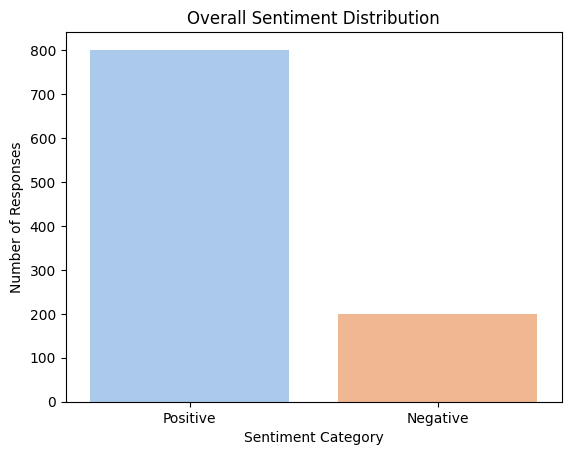 Overall Sentiment Distribution
800
700
600
500
400
300
200
100
0
Number of Responses
Positive
Negative
Sentiment Category